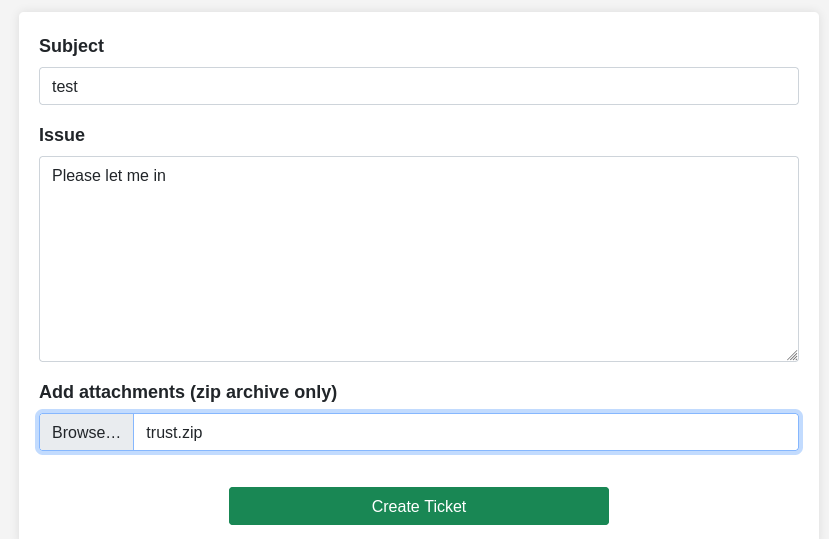 Subject
test
Issue
Please let me in
Add attachments (zip archive only)
Browse… trust.zip
Create Ticket